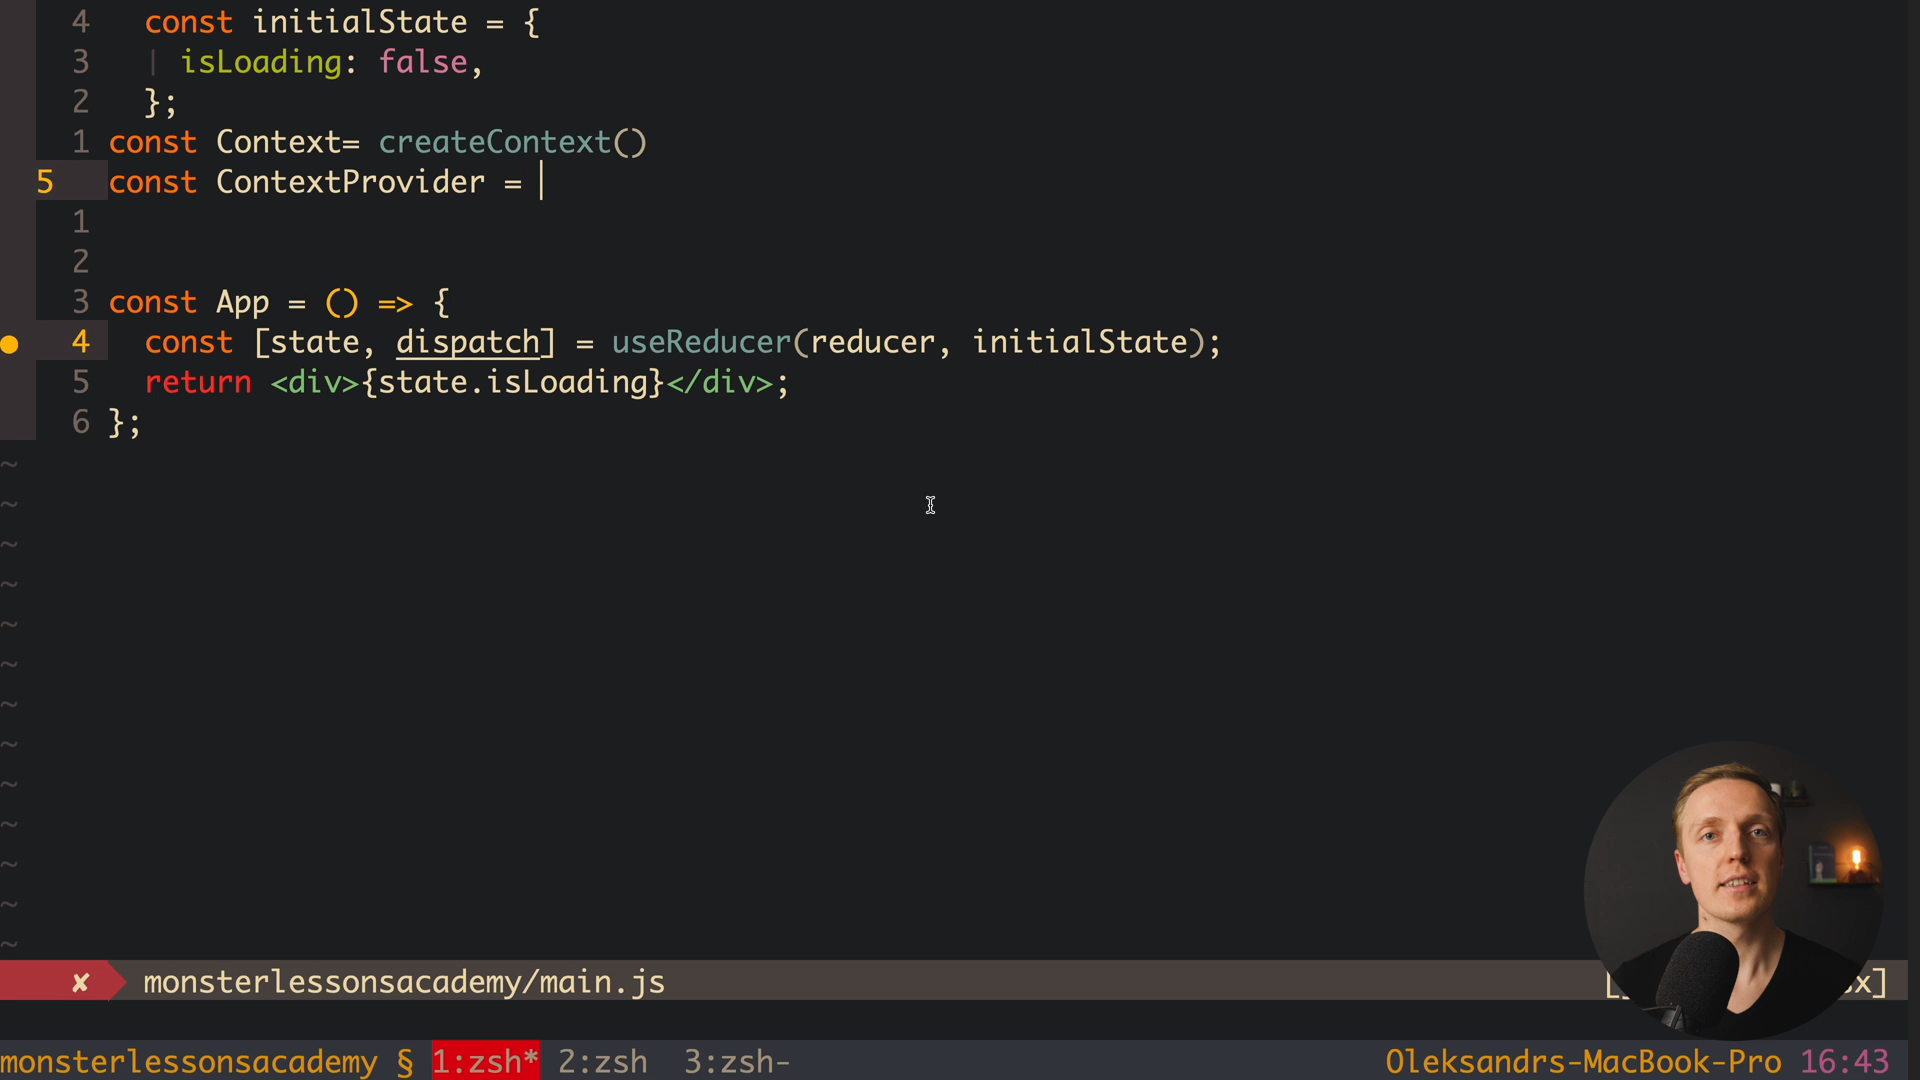 4 const initialState = {
3 isLoading: false,
2 };
1 const Context= createContext()
5 const ContextProvider =
1
2
3 const App = () => {
4 const [state, dispatch] = useReducer(reducer, initialState);
5 return <div>{state.isLoading}</div>;
6 };
~
~
~
~
~
~
~
~
~
~
~
~
~
✘ monsterlessonsacademy/main.js
monsterlessonsacademy § 1:zsh* 2:zsh 3:zsh- Oleksandrs-MacBook-Pro 16:43